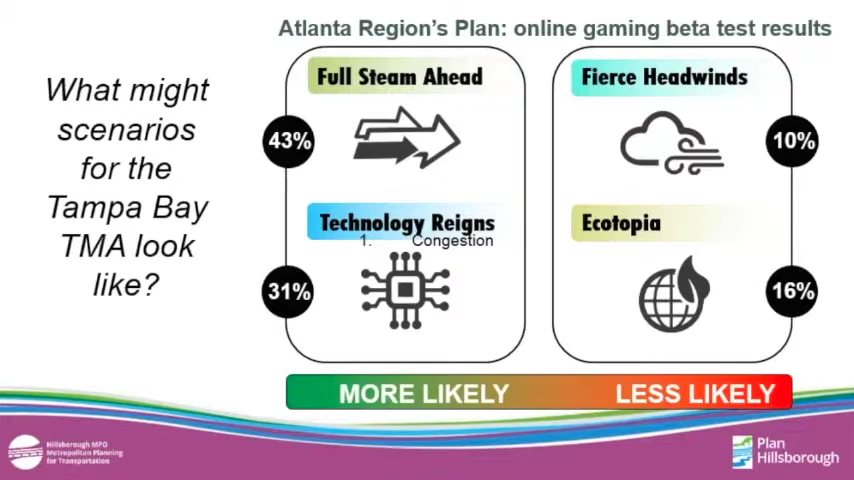 Atlanta Region's Plan: online gaming beta test results
What might
scenarios
for the
Tampa Bay
TMA look
like?
Full Steam Ahead
43%
Technology Reigns
1. Congestion
31%
Fierce Headwinds
10%
Ecotopia
16%
MORE LIKELY
LESS LIKELY
Hillsborough MPO
Metropolitan Planning
for Transportation
Plan
Hillsborough